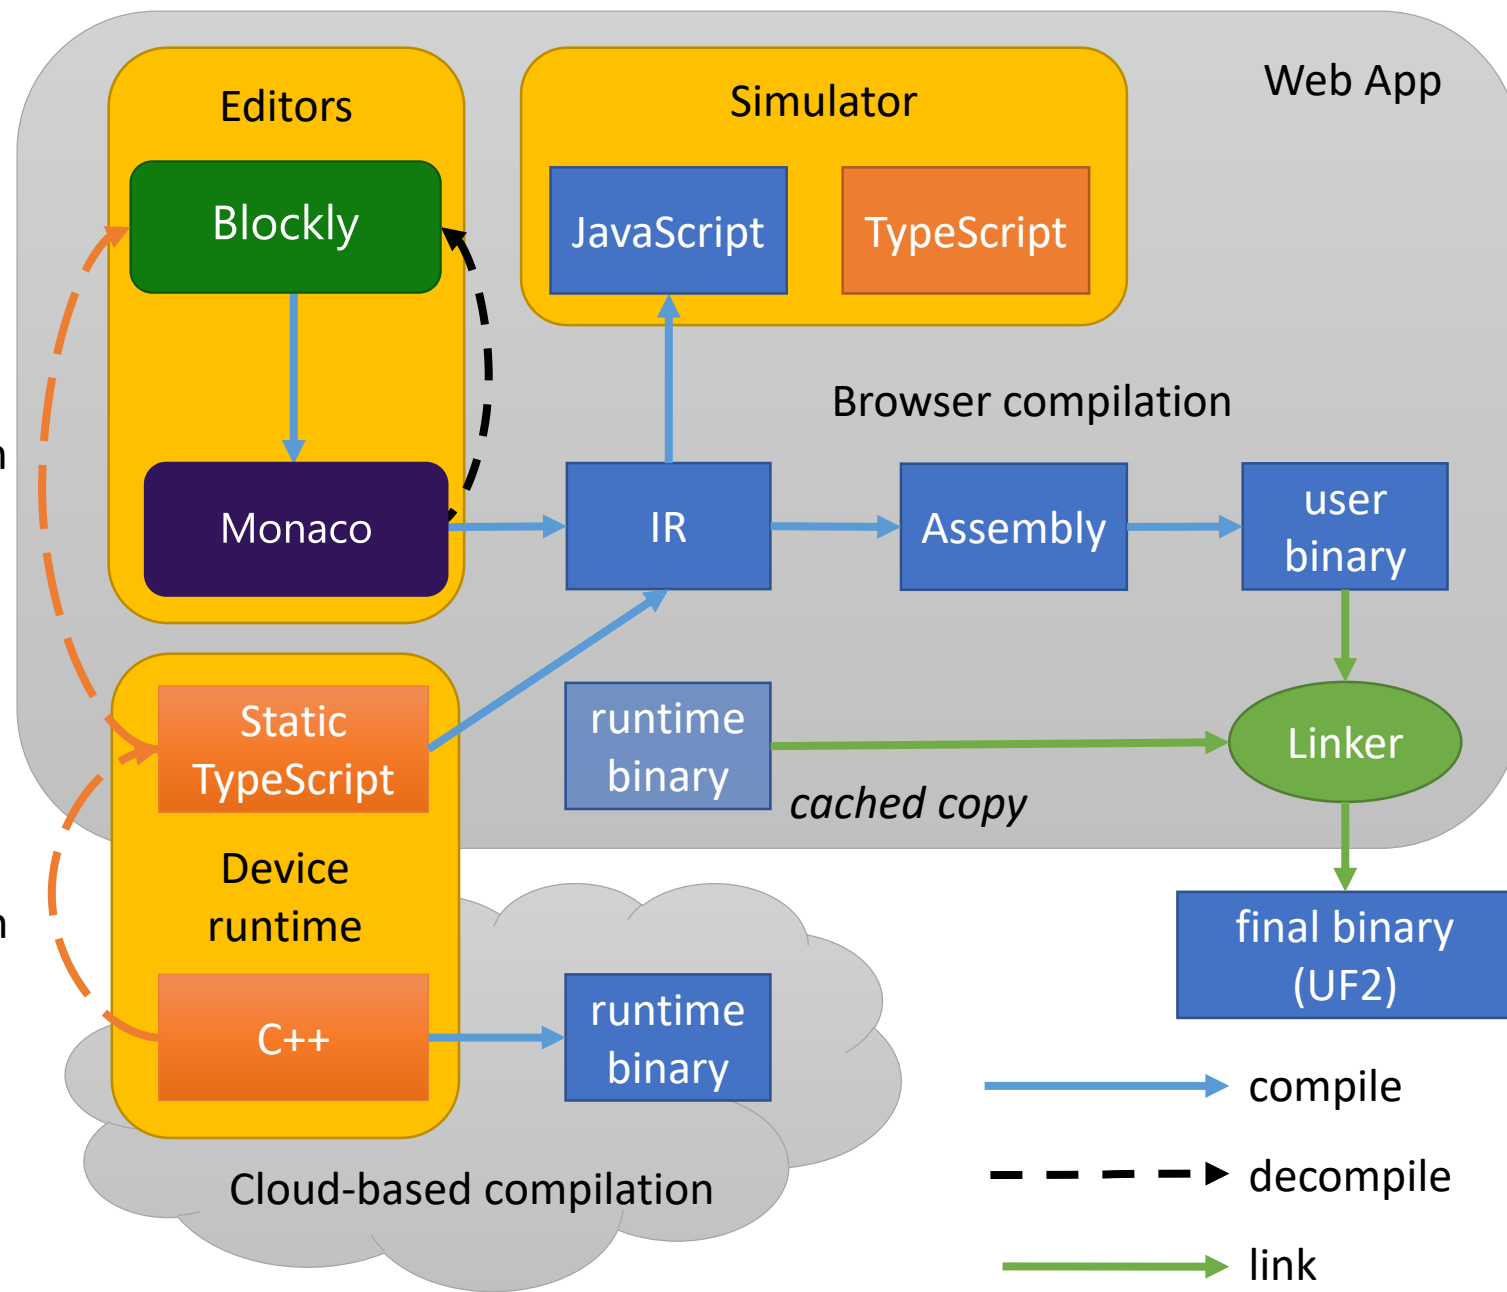 Web App
Editors
Simulator
Blockly
JavaScript
TypeScript
Browser compilation
Monaco
IR
Assembly
user
binary
Static
TypeScript
runtime
binary
cached copy
Linker
Device
runtime
final binary
(UF2)
C++
runtime
binary
Cloud-based compilation
compile
decompile
link